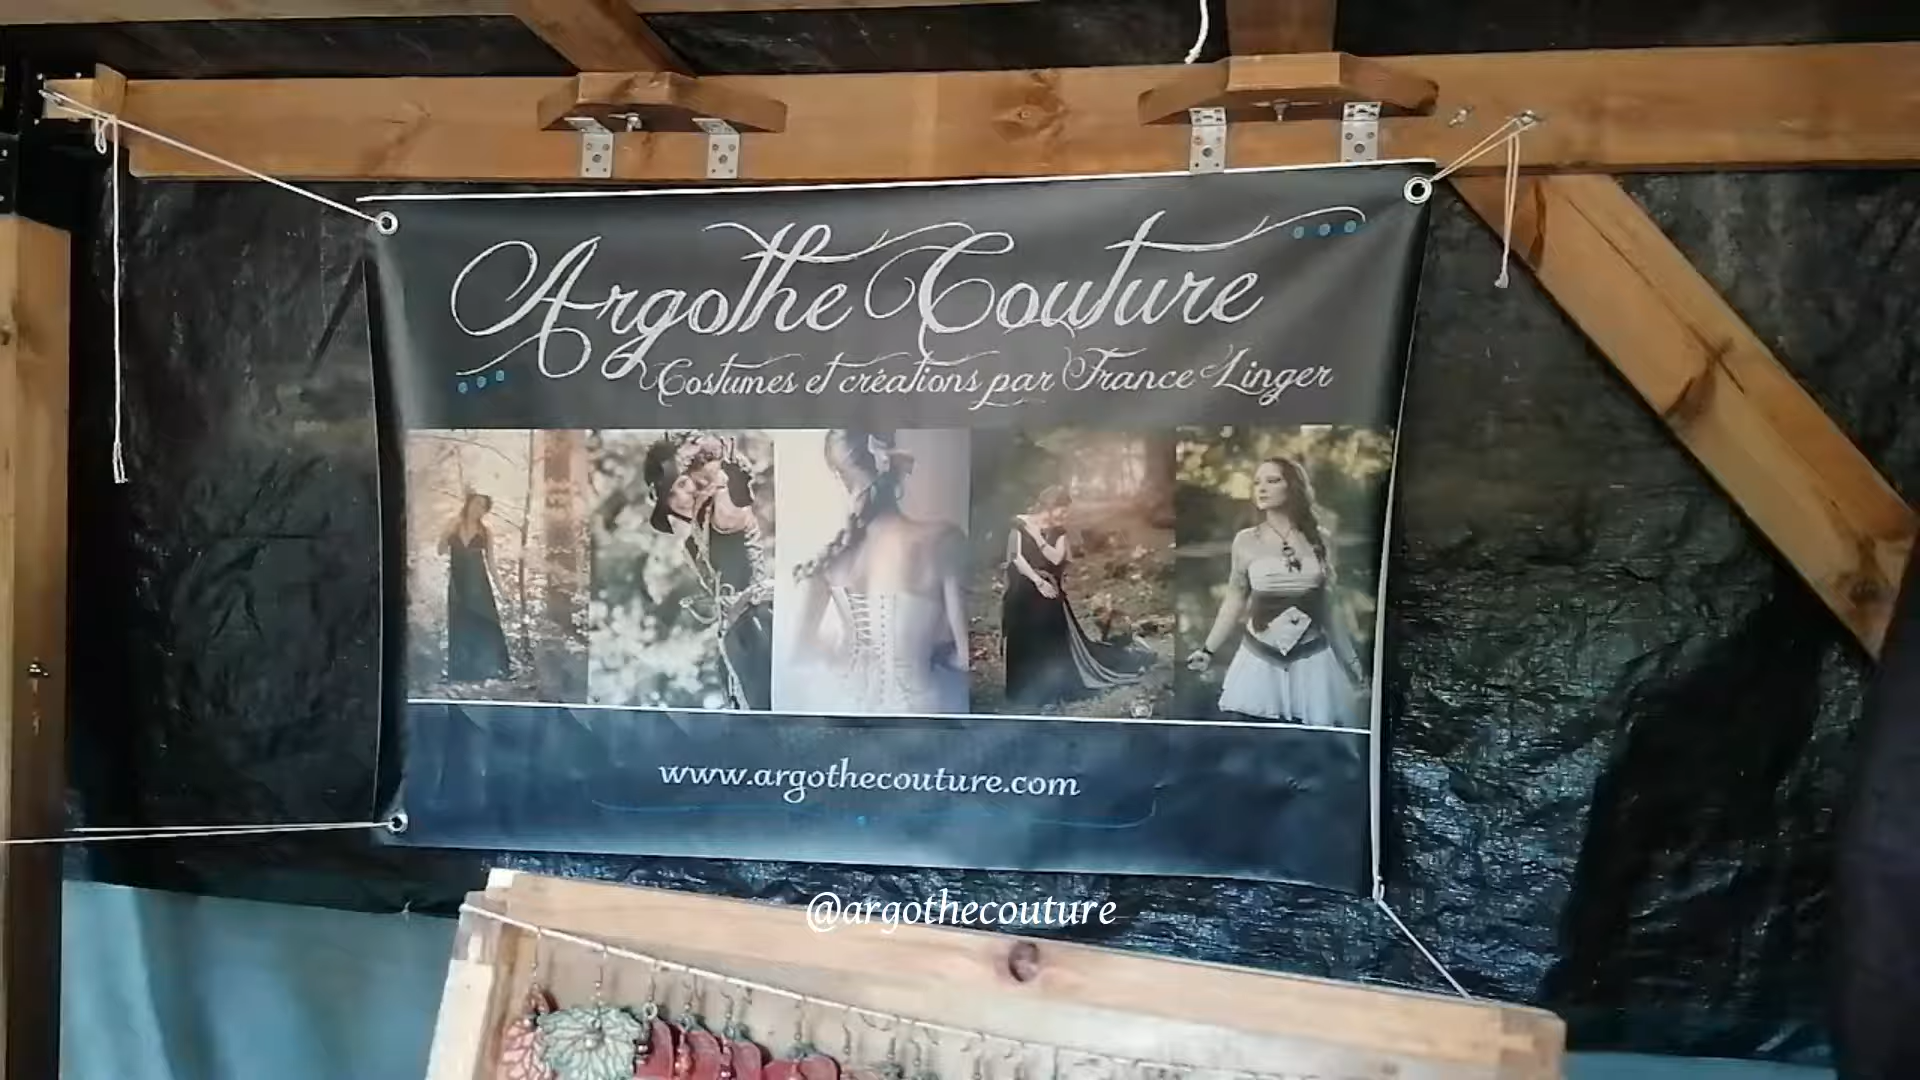 Argothe Couture
Costumes et créations par France Linger
www.argothecouture.com
@argothecouture